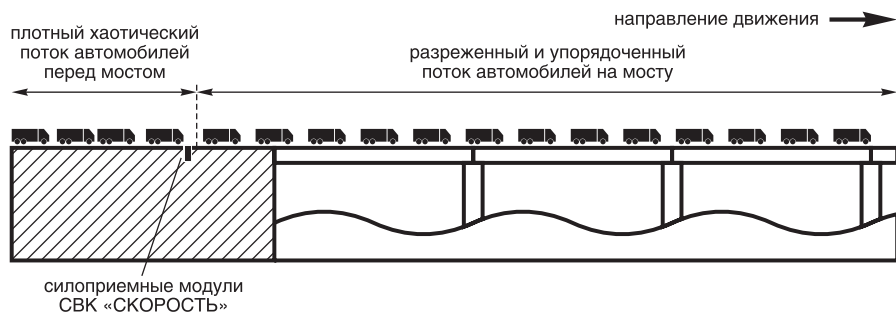 направление движения
плотный хаотический
поток автомобилей
перед мостом
разреженный и упорядоченный
поток автомобилей на мосту
силоприемные модули
СВК «СКОРОСТЬ»